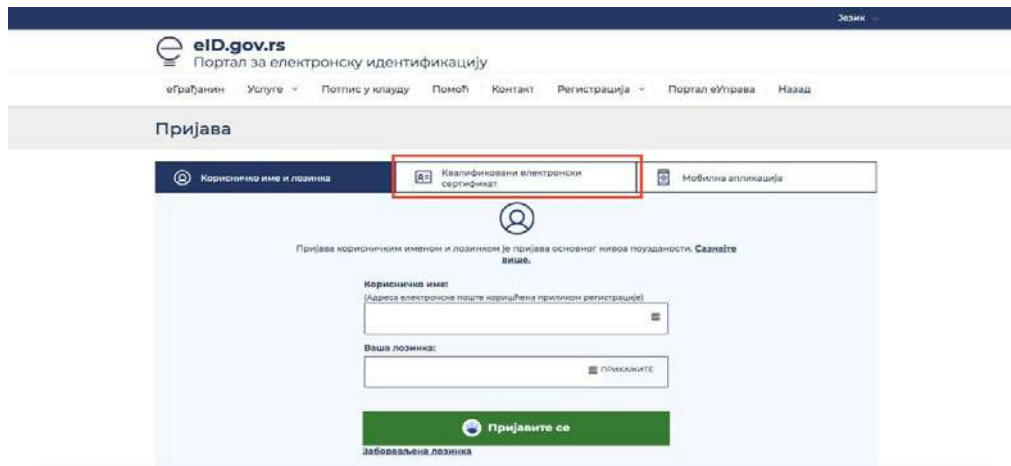 Језик
eID.gov.rs
Портал за електронску идентификацију
еГрађанин Услуге Потпис у клауду Помоћ Контакт Регистрација Портал еУправа Назад
Пријава
Корисничко име и лозинка
Квалификовани електронски
сертификат
Мобилна апликација
Пријава корисничким именом и лозинком је пријава основног нивоа поузданости. Сазнајте
више.
Корисничко име:
(Адреса електронске поште коришћена приликом регистрације)
Ваша лозинка:
ПРИКАЖИТЕ
Пријавите се
Заборављена лозинка